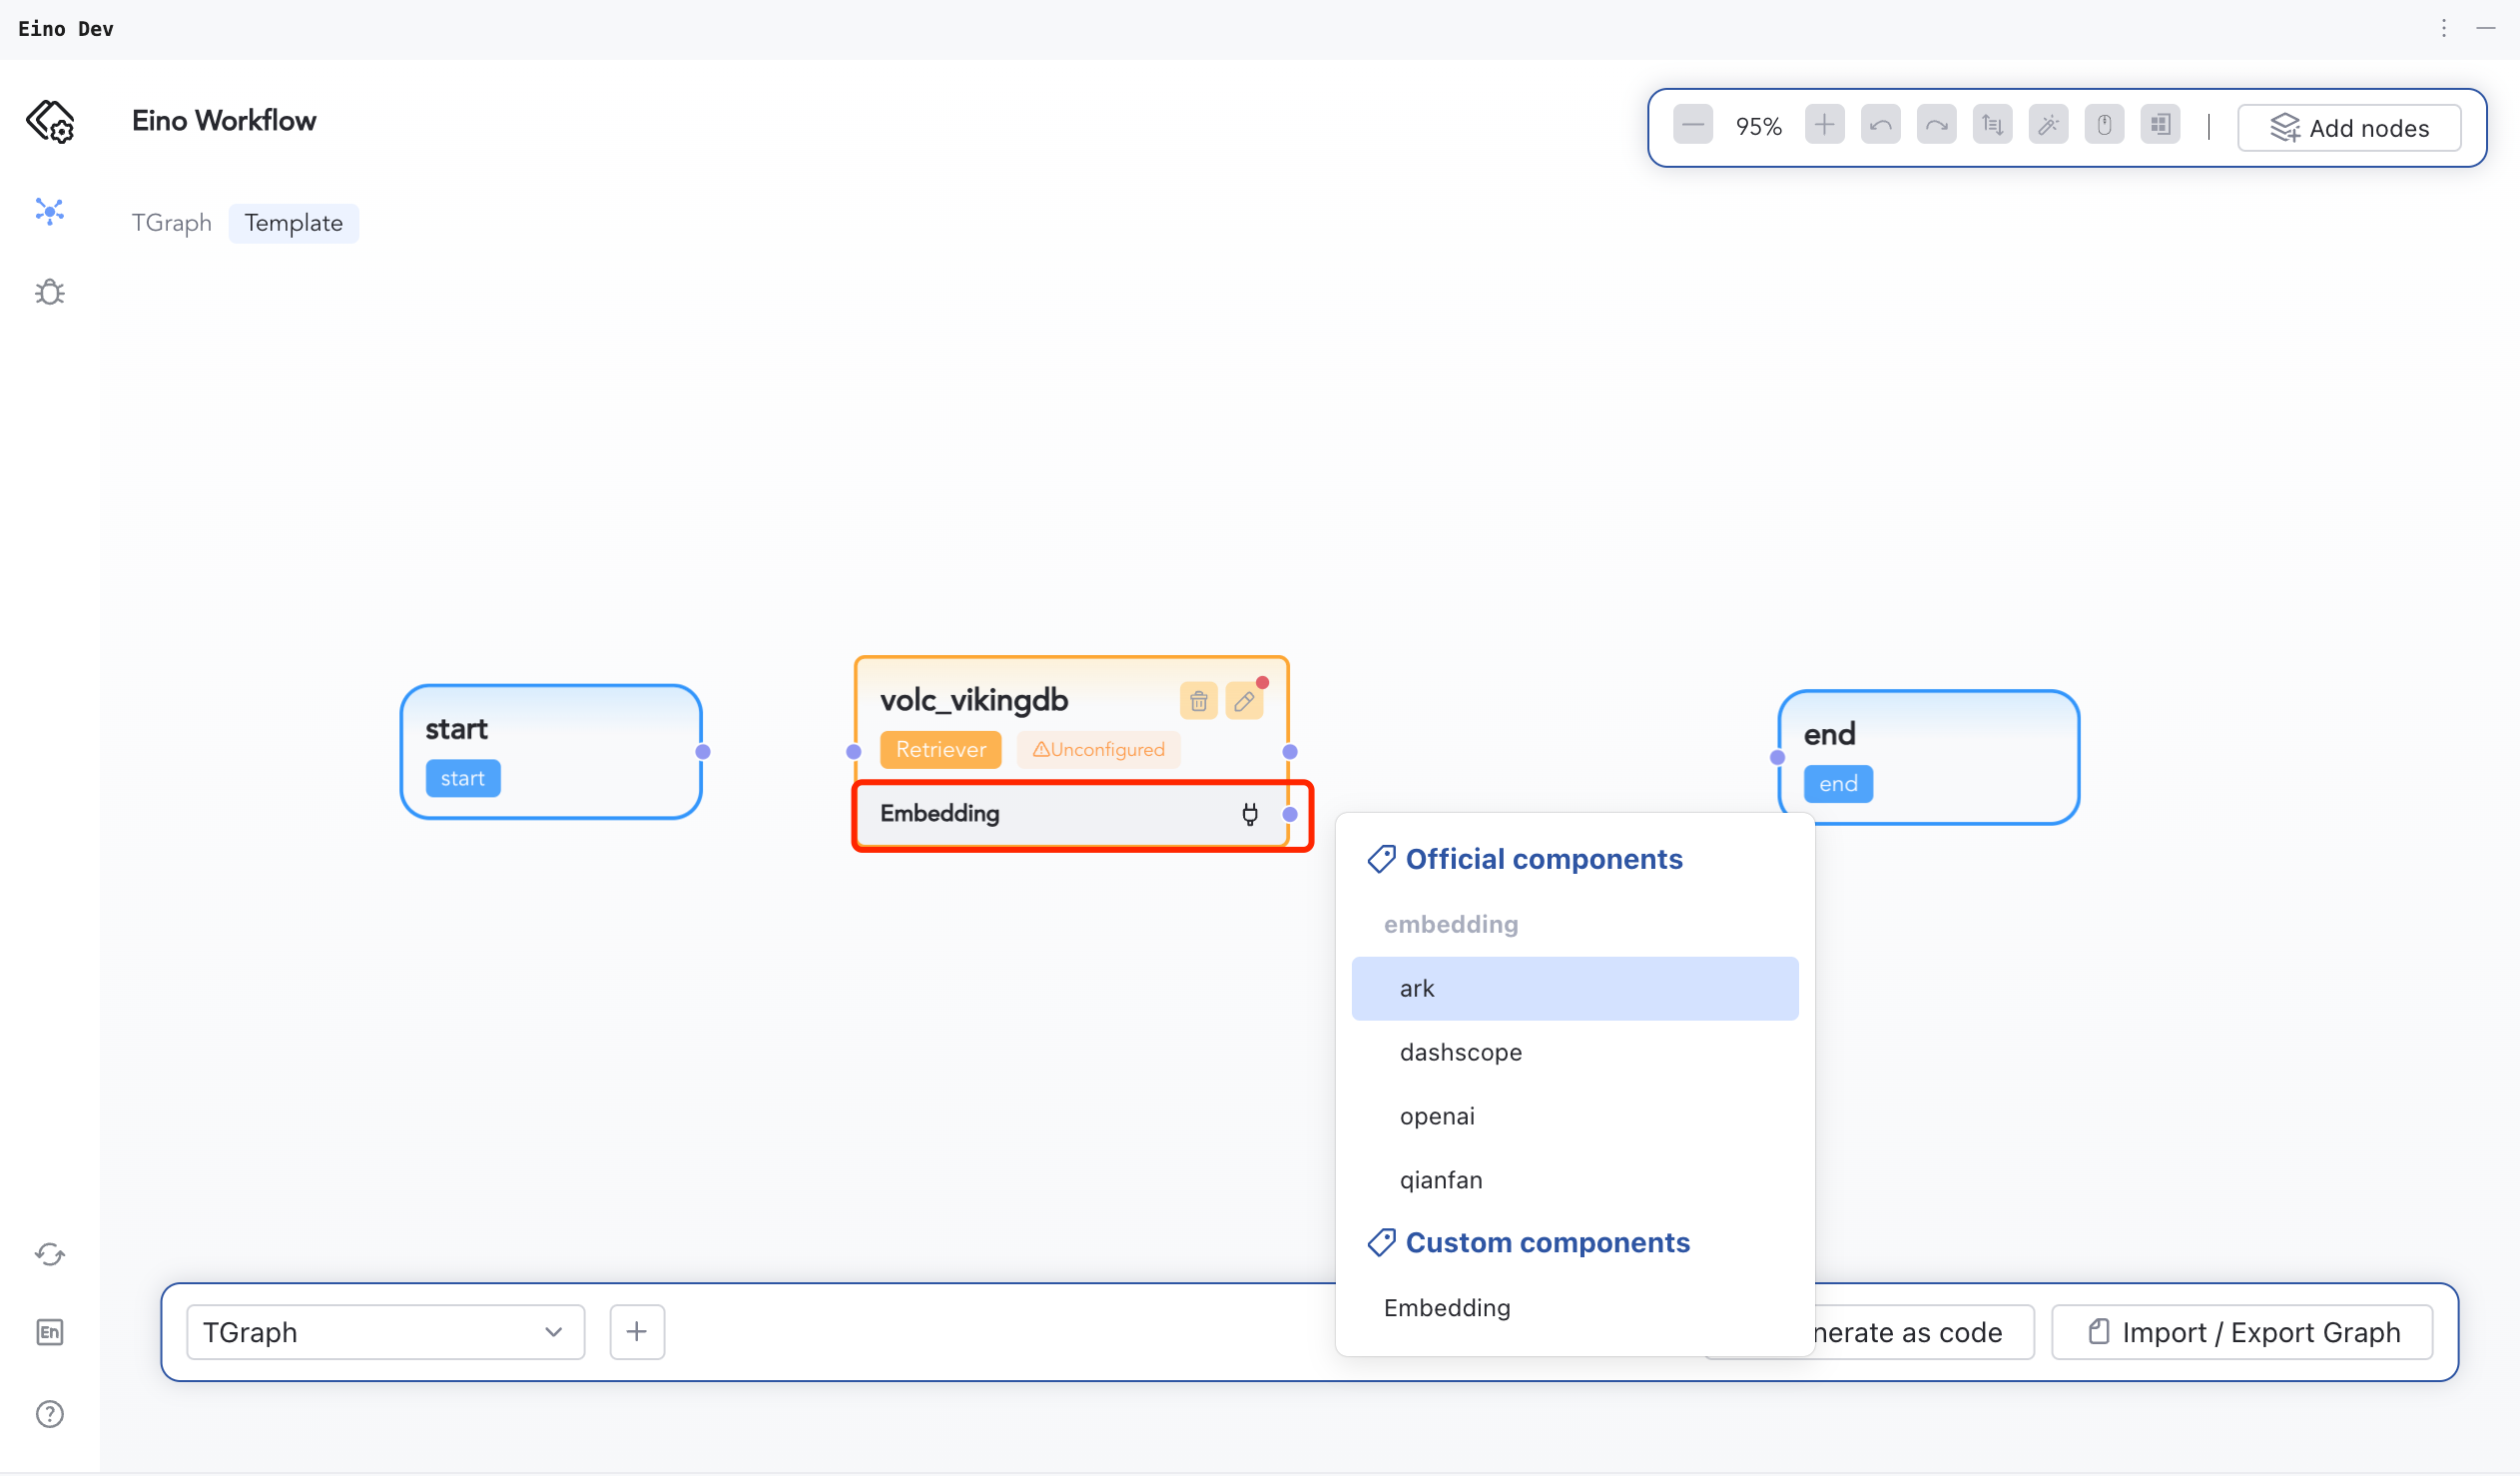 Eino Dev
Eino Workflow
95%
Add nodes
TGraph Template
start
start
volc_vikingdb
Retriever
Unconfigured
Embedding
end
end
Official components
embedding
ark
dashscope
openai
qianfan
Custom components
Embedding
TGraph
nerate as code
Import / Export Graph
En